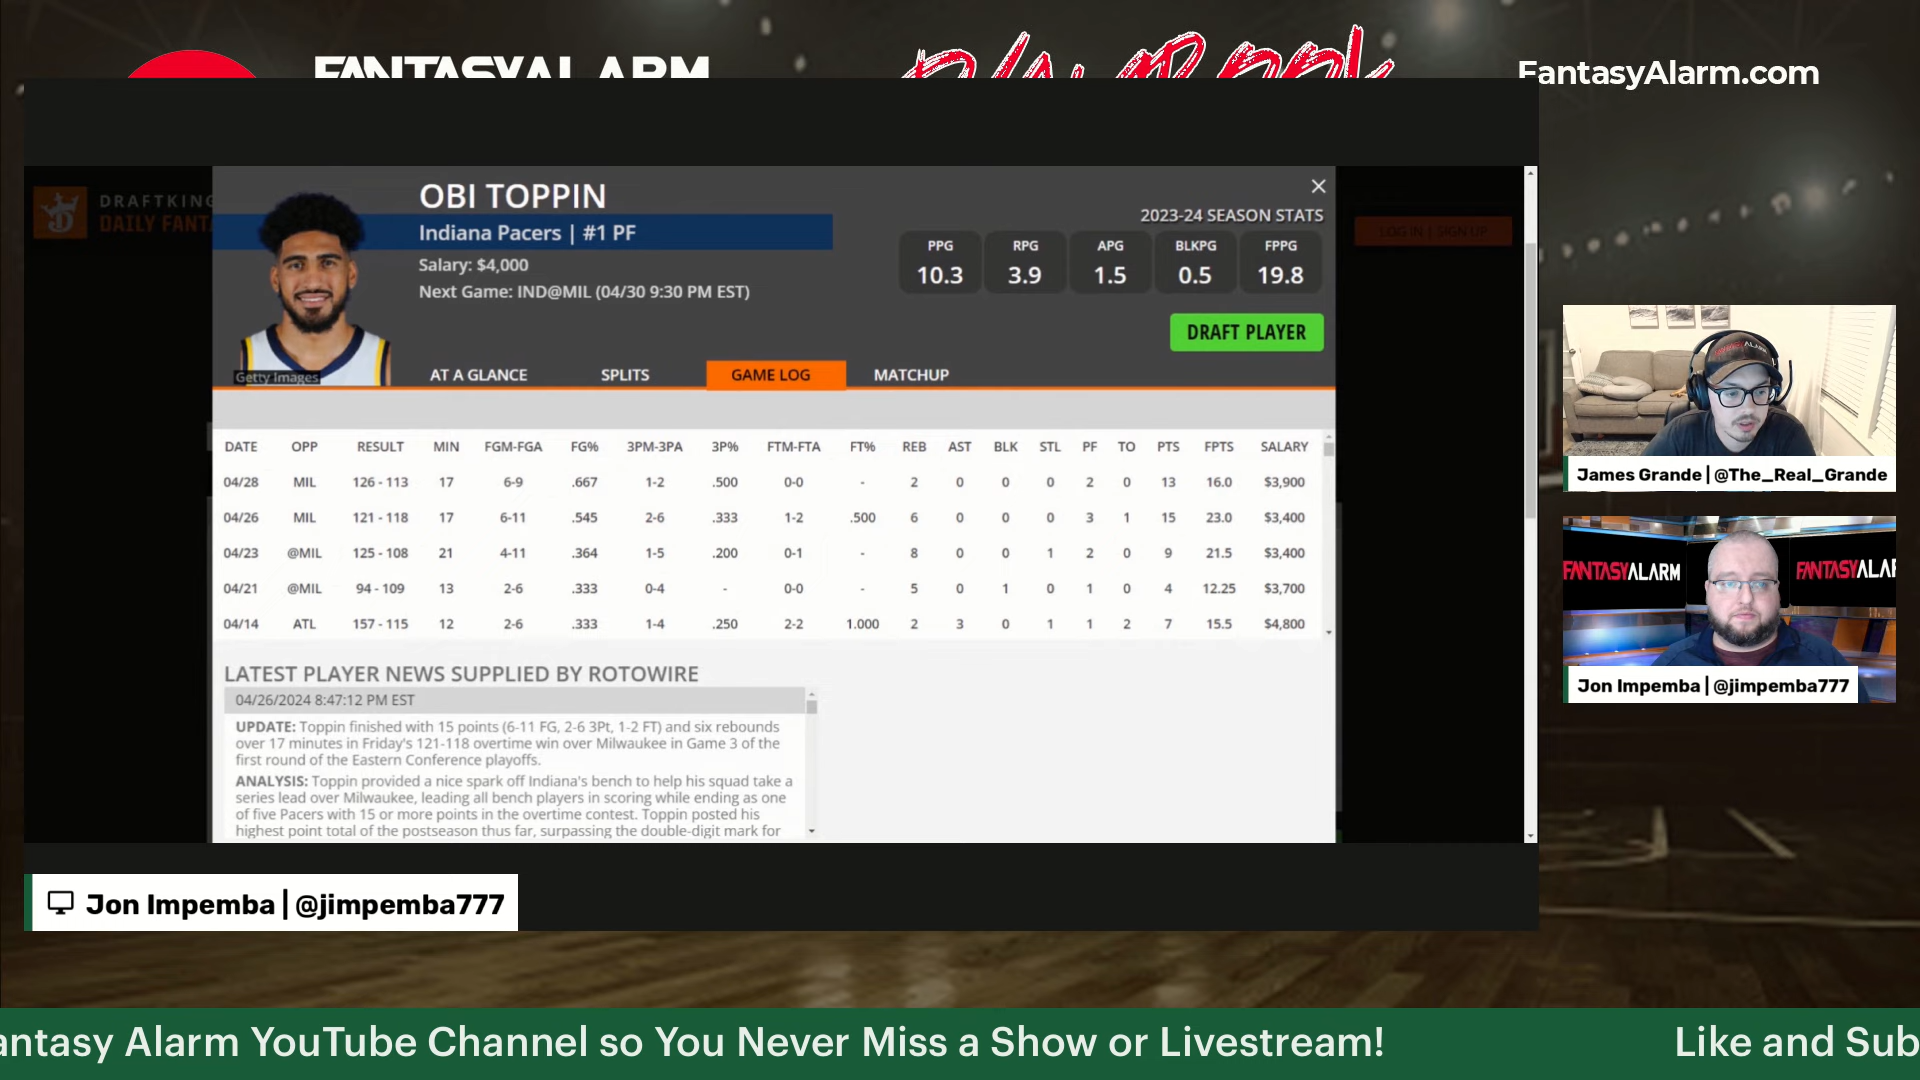 FANTASYALARM
FantasyAlarm.com
DRAFTKING
DAILY FANT
LOG IN | SIGN UP
OBI TOPPIN
Indiana Pacers | #1 PF
Salary: $4,000
Next Game: IND@MIL (04/30 9:30 PM EST)
2023-24 SEASON STATS
PPG RPG APG BLKPG FPPG
10.3 3.9 1.5 0.5 19.8
DRAFT PLAYER
Getty Images
AT A GLANCE SPLITS GAME LOG MATCHUP
DATE OPP RESULT MIN FGM-FGA FG% 3PM-3PA 3P% FTM-FTA FT% REB AST BLK STL PF TO PTS FPTS SALARY
04/28 MIL 126 - 113 17 6-9 .667 1-2 .500 0-0 - 2 0 0 0 2 0 13 16.0 $3,900
04/26 MIL 121 - 118 17 6-11 .545 2-6 .333 1-2 .500 6 0 0 0 3 1 15 23.0 $3,400
04/23 @MIL 125 - 108 21 4-11 .364 1-5 .200 0-1 - 8 0 0 1 2 0 9 21.5 $3,400
04/21 @MIL 94 - 109 13 2-6 .333 0-4 - 0-0 - 5 0 1 0 1 0 4 12.25 $3,700
04/14 ATL 157 - 115 12 2-6 .333 1-4 .250 2-2 1.000 2 3 0 1 1 2 7 15.5 $4,800
LATEST PLAYER NEWS SUPPLIED BY ROTOWIRE
04/26/2024 8:47:12 PM EST
UPDATE: Toppin finished with 15 points (6-11 FG, 2-6 3Pt, 1-2 FT) and six rebounds
over 17 minutes in Friday's 121-118 overtime win over Milwaukee in Game 3 of the
first round of the Eastern Conference playoffs.
ANALYSIS: Toppin provided a nice spark off Indiana's bench to help his squad take a
series lead over Milwaukee, leading all bench players in scoring while ending as one
of five Pacers with 15 or more points in the overtime contest. Toppin posted his
highest point total of the postseason thus far, surpassing the double-digit mark for
James Grande | @The_Real_Grande
FANTASYALARM
FANTASYALAR
Jon Impemba | @jimpemba777
Jon Impemba | @jimpemba777
antasy Alarm YouTube Channel so You Never Miss a Show or Livestream!
Like and Sub